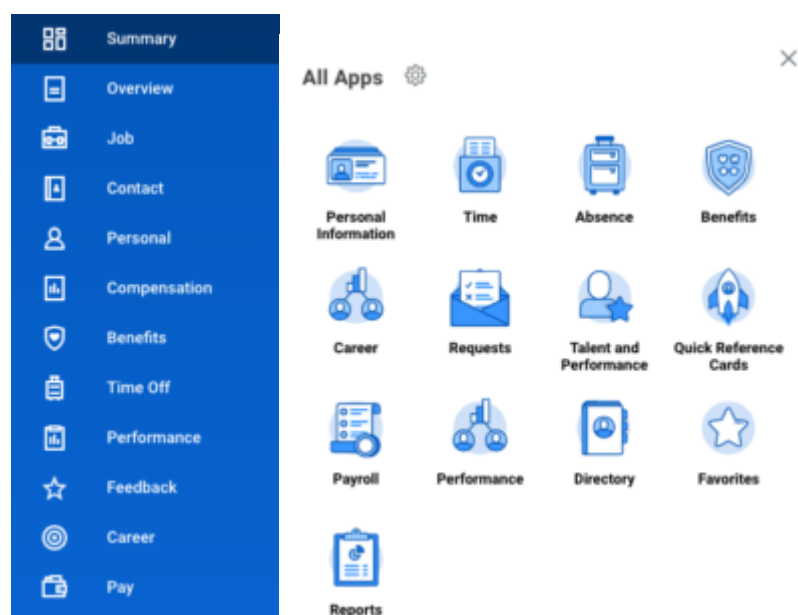 Summary
Overview
Job
Contact
Personal
Compensation
Benefits
Time Off
Performance
Feedback
Career
Pay
All Apps
Personal
Information
Time
Absence
Benefits
Career
Requests
Talent and
Performance
Quick Reference
Cards
Payroll
Performance
Directory
Favorites
Reports